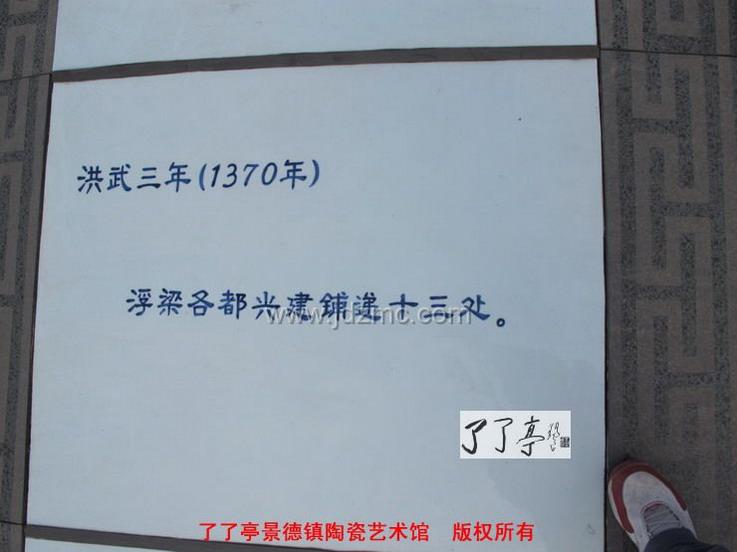 洪武三年(1370年)
浮梁各都兴建铺递十三处。
www.jdzmc.com
了了亭
了了亭景德镇陶瓷艺术馆 版权所有